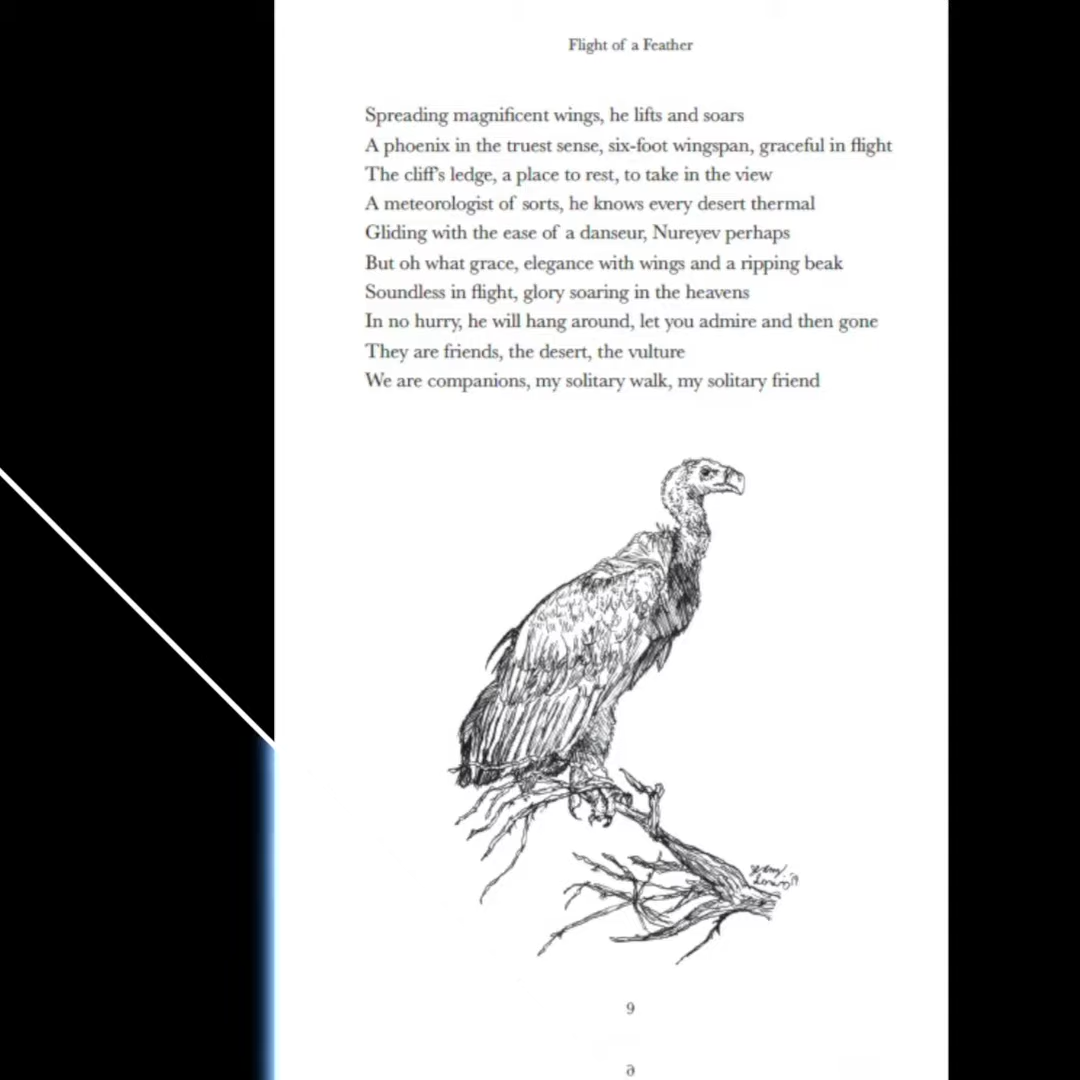 Flight of a Feather
Spreading magnificent wings, he lifts and soars
A phoenix in the truest sense, six-foot wingspan, graceful in flight
The cliff's ledge, a place to rest, to take in the view
A meteorologist of sorts, he knows every desert thermal
Gliding with the ease of a danseur, Nureyev perhaps
But oh what grace, elegance with wings and a ripping beak
Soundless in flight, glory soaring in the heavens
In no hurry, he will hang around, let you admire and then gone
They are friends, the desert, the vulture
We are companions, my solitary walk, my solitary friend
6